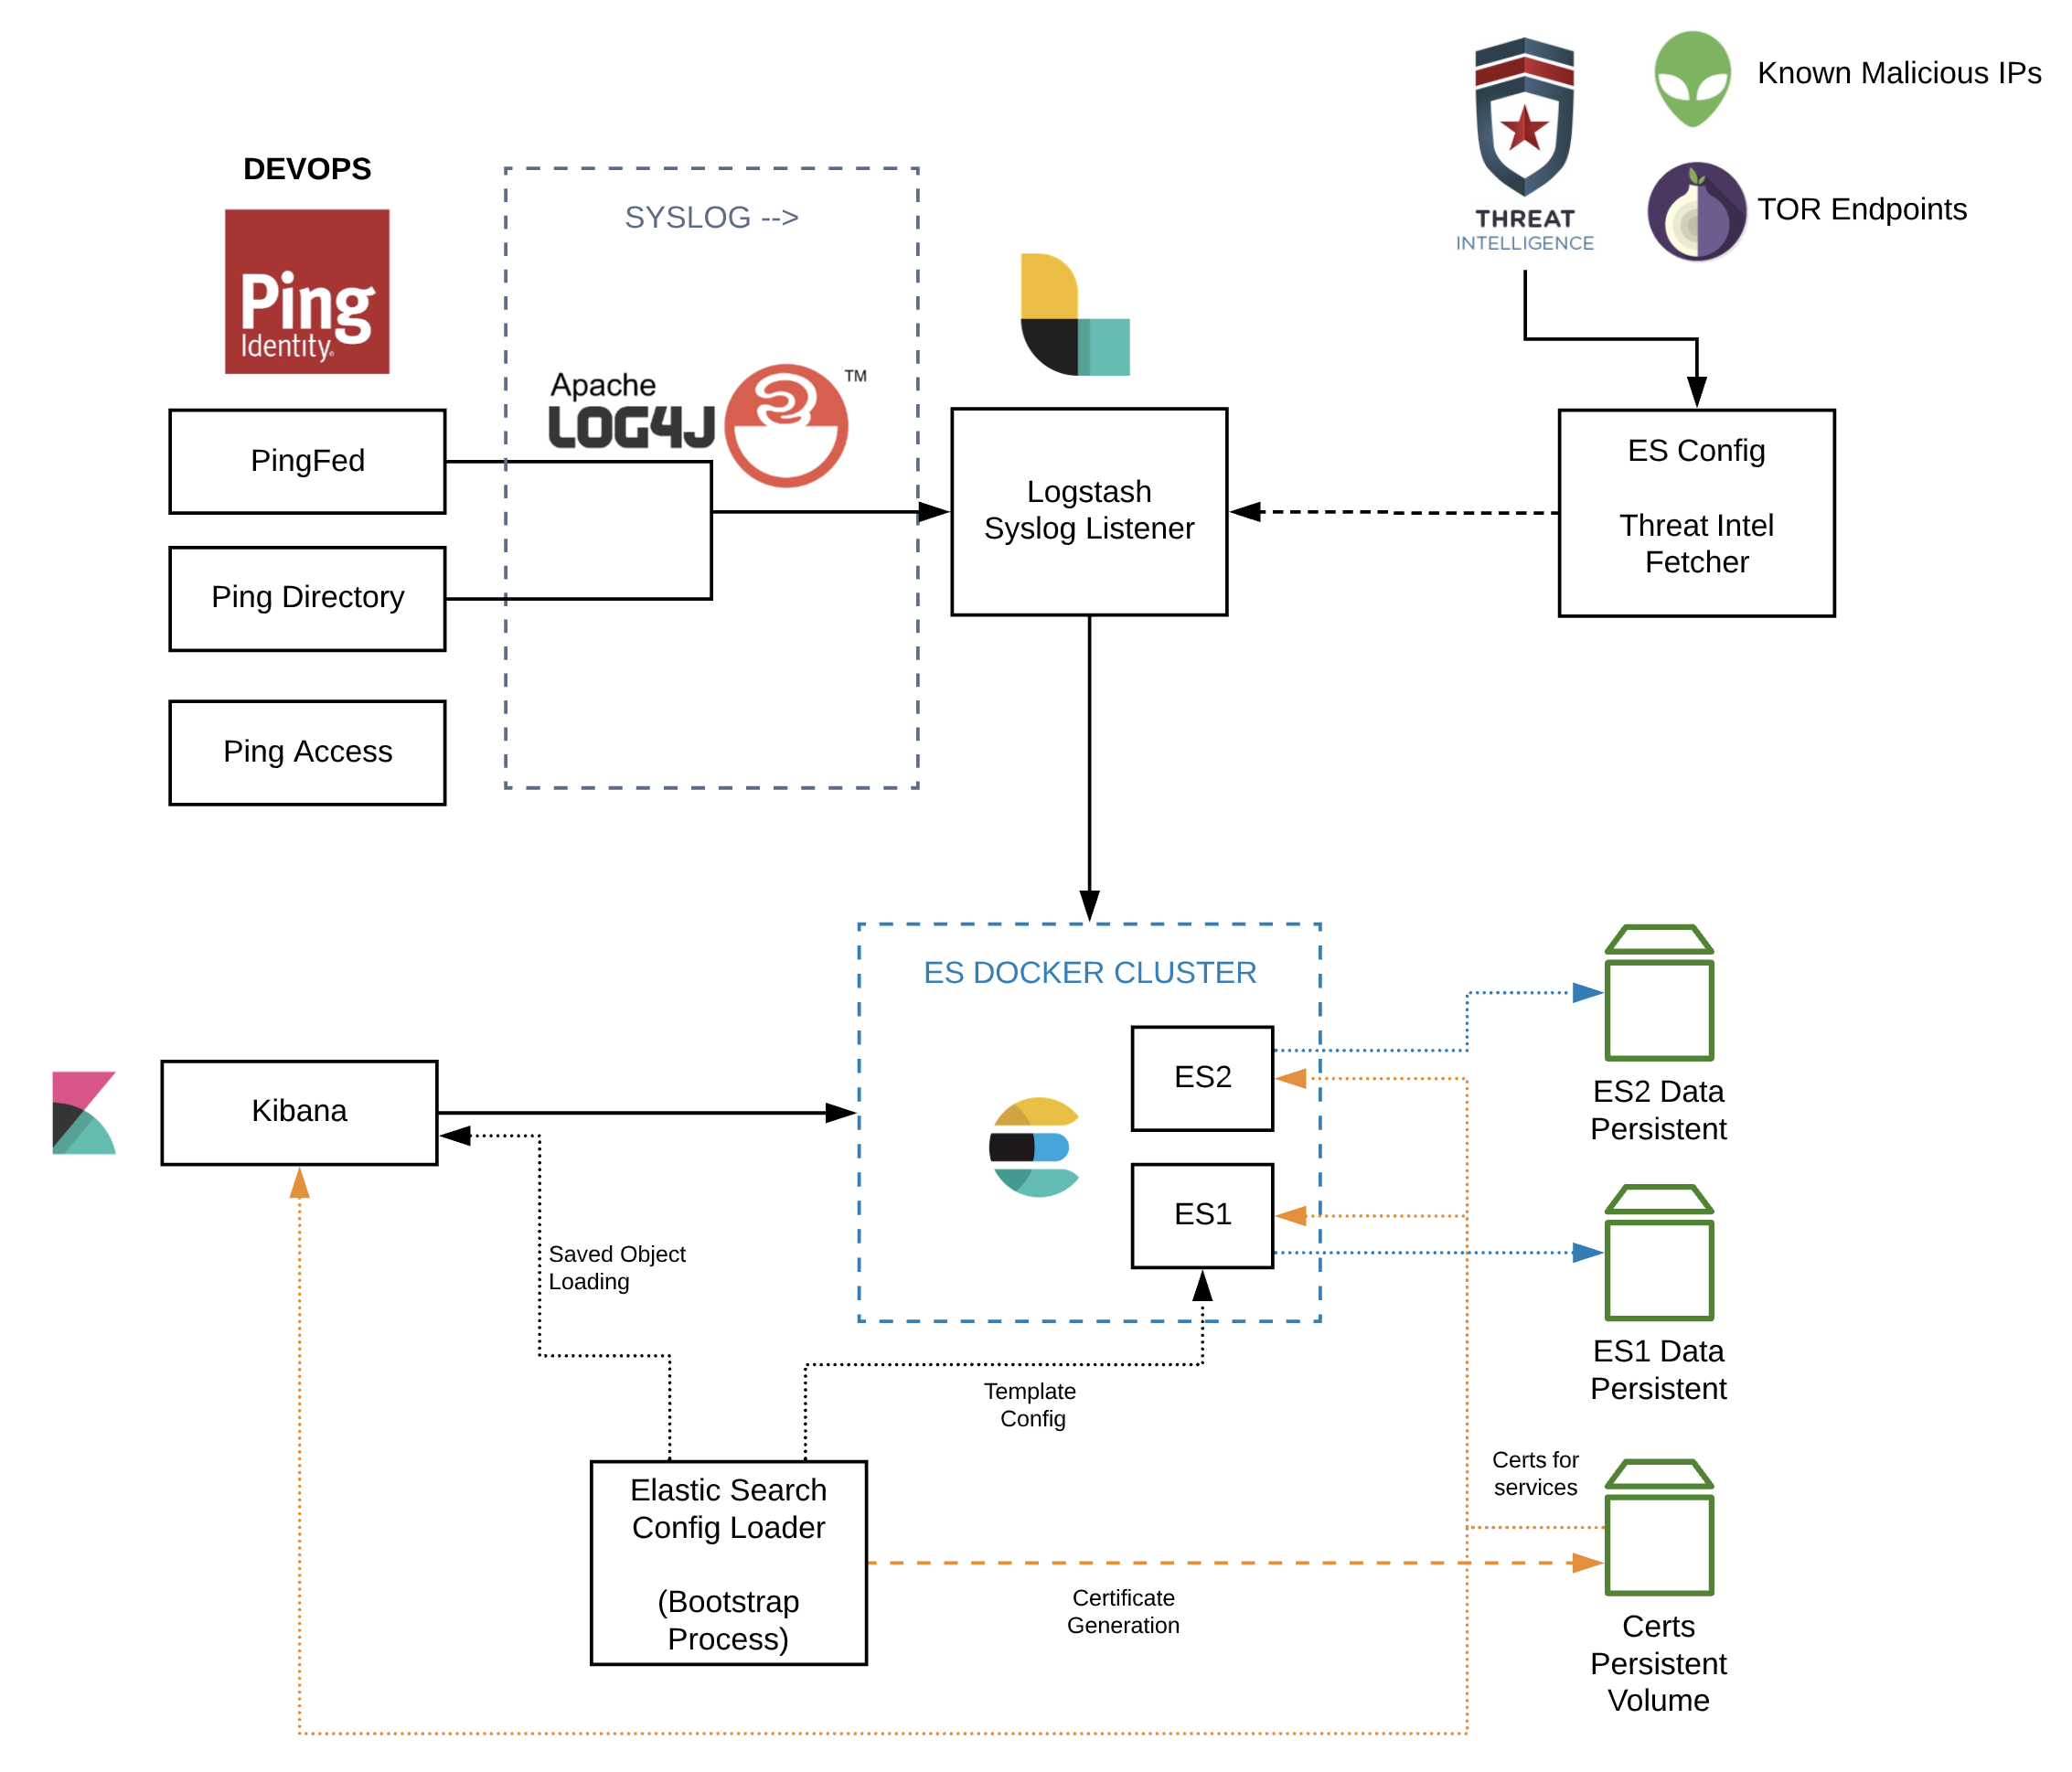 Known Malicious IPs
TOR Endpoints
THREAT
INTELLIGENCE
DEVOPS
Ping
Identity®
SYSLOG -->
Apache
LOG4J
TM
PingFed
Ping Directory
Ping Access
Logstash
Syslog Listener
ES Config
Threat Intel
Fetcher
ES DOCKER CLUSTER
ES2
ES1
Kibana
Saved Object
Loading
Template
Config
Elastic Search
Config Loader
(Bootstrap
Process)
Certificate
Generation
ES2 Data
Persistent
ES1 Data
Persistent
Certs for
services
Certs
Persistent
Volume